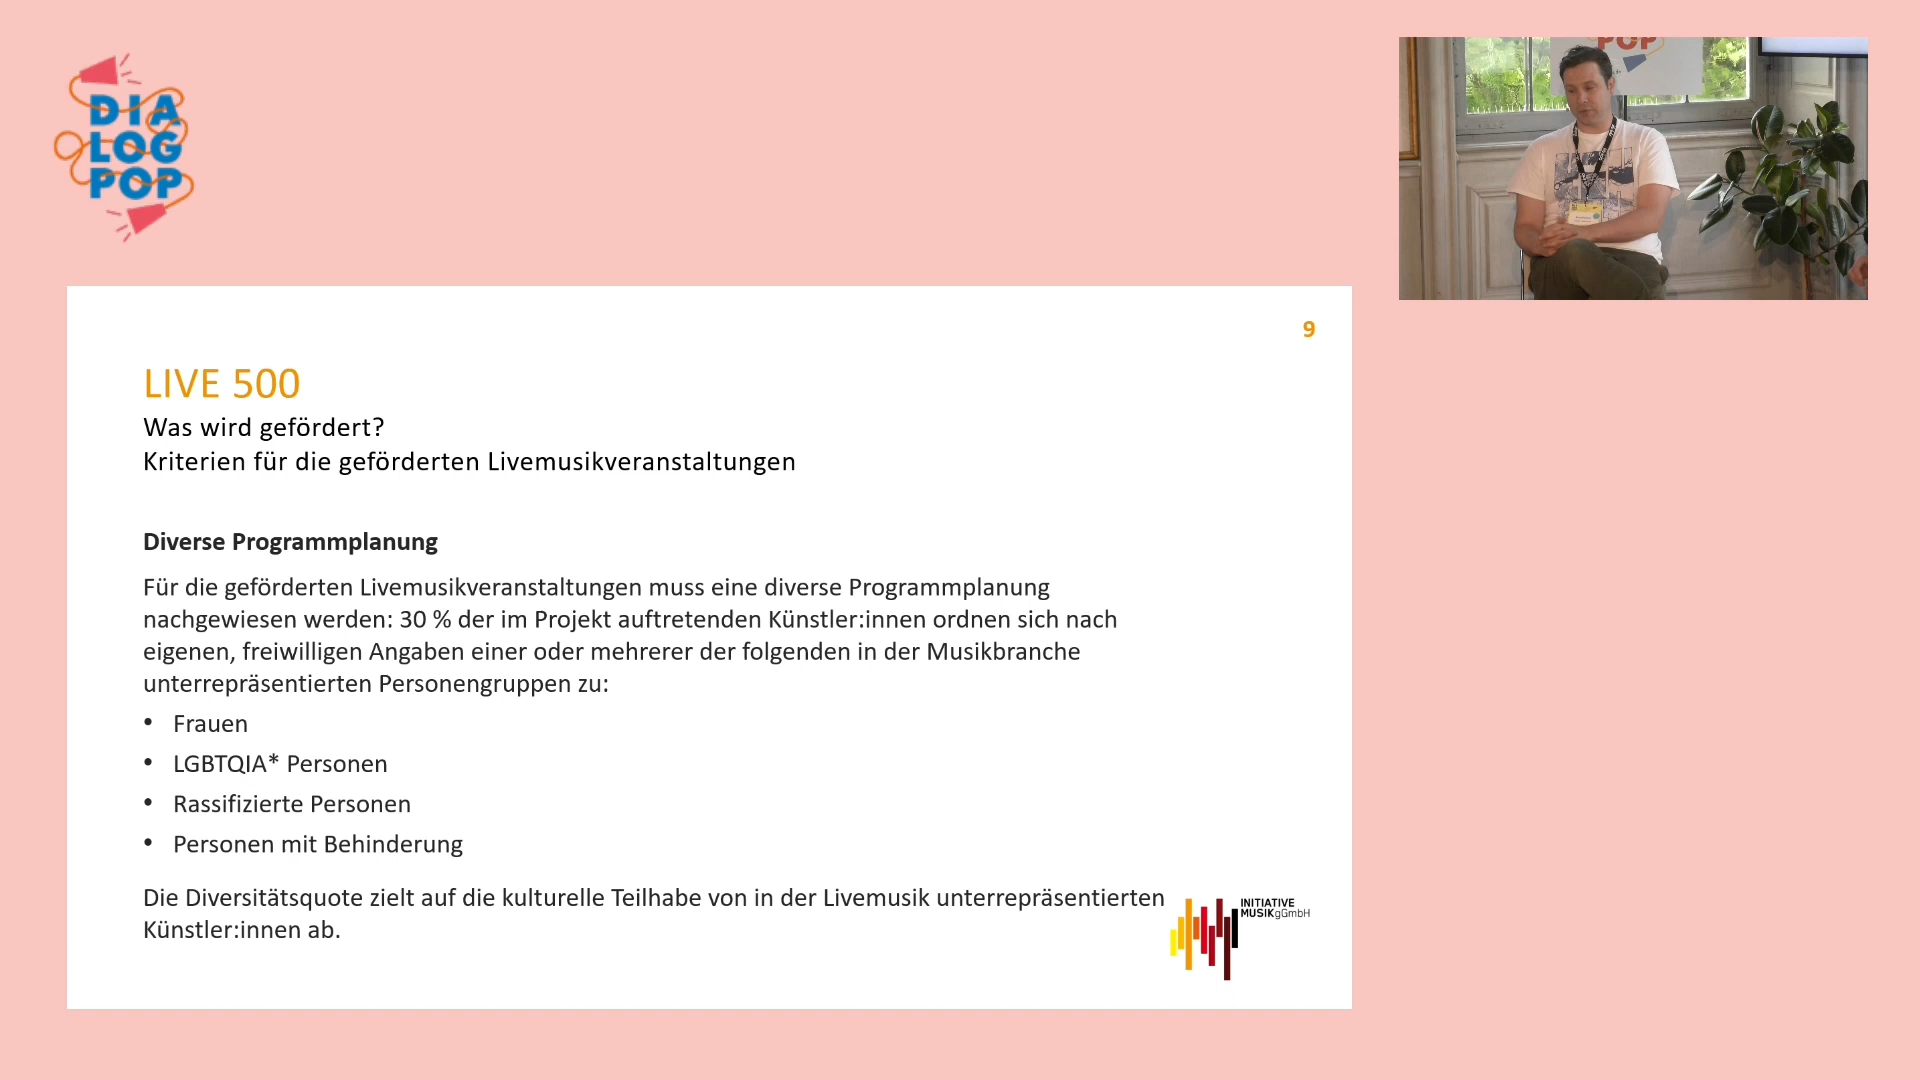 DIA
LOG
POP
POP
9
LIVE 500
Was wird gefördert?
Kriterien für die geförderten Livemusikveranstaltungen
Diverse Programmplanung
Für die geförderten Livemusikveranstaltungen muss eine diverse Programmplanung
nachgewiesen werden: 30 % der im Projekt auftretenden Künstler:innen ordnen sich nach
eigenen, freiwilligen Angaben einer oder mehrerer der folgenden in der Musikbranche
unterrepräsentierten Personengruppen zu:
• Frauen
• LGBTQIA* Personen
• Rassifizierte Personen
• Personen mit Behinderung
Die Diversitätsquote zielt auf die kulturelle Teilhabe von in der Livemusik unterrepräsentierten
Künstler:innen ab.
INITIATIVE
MUSIKgGmbH